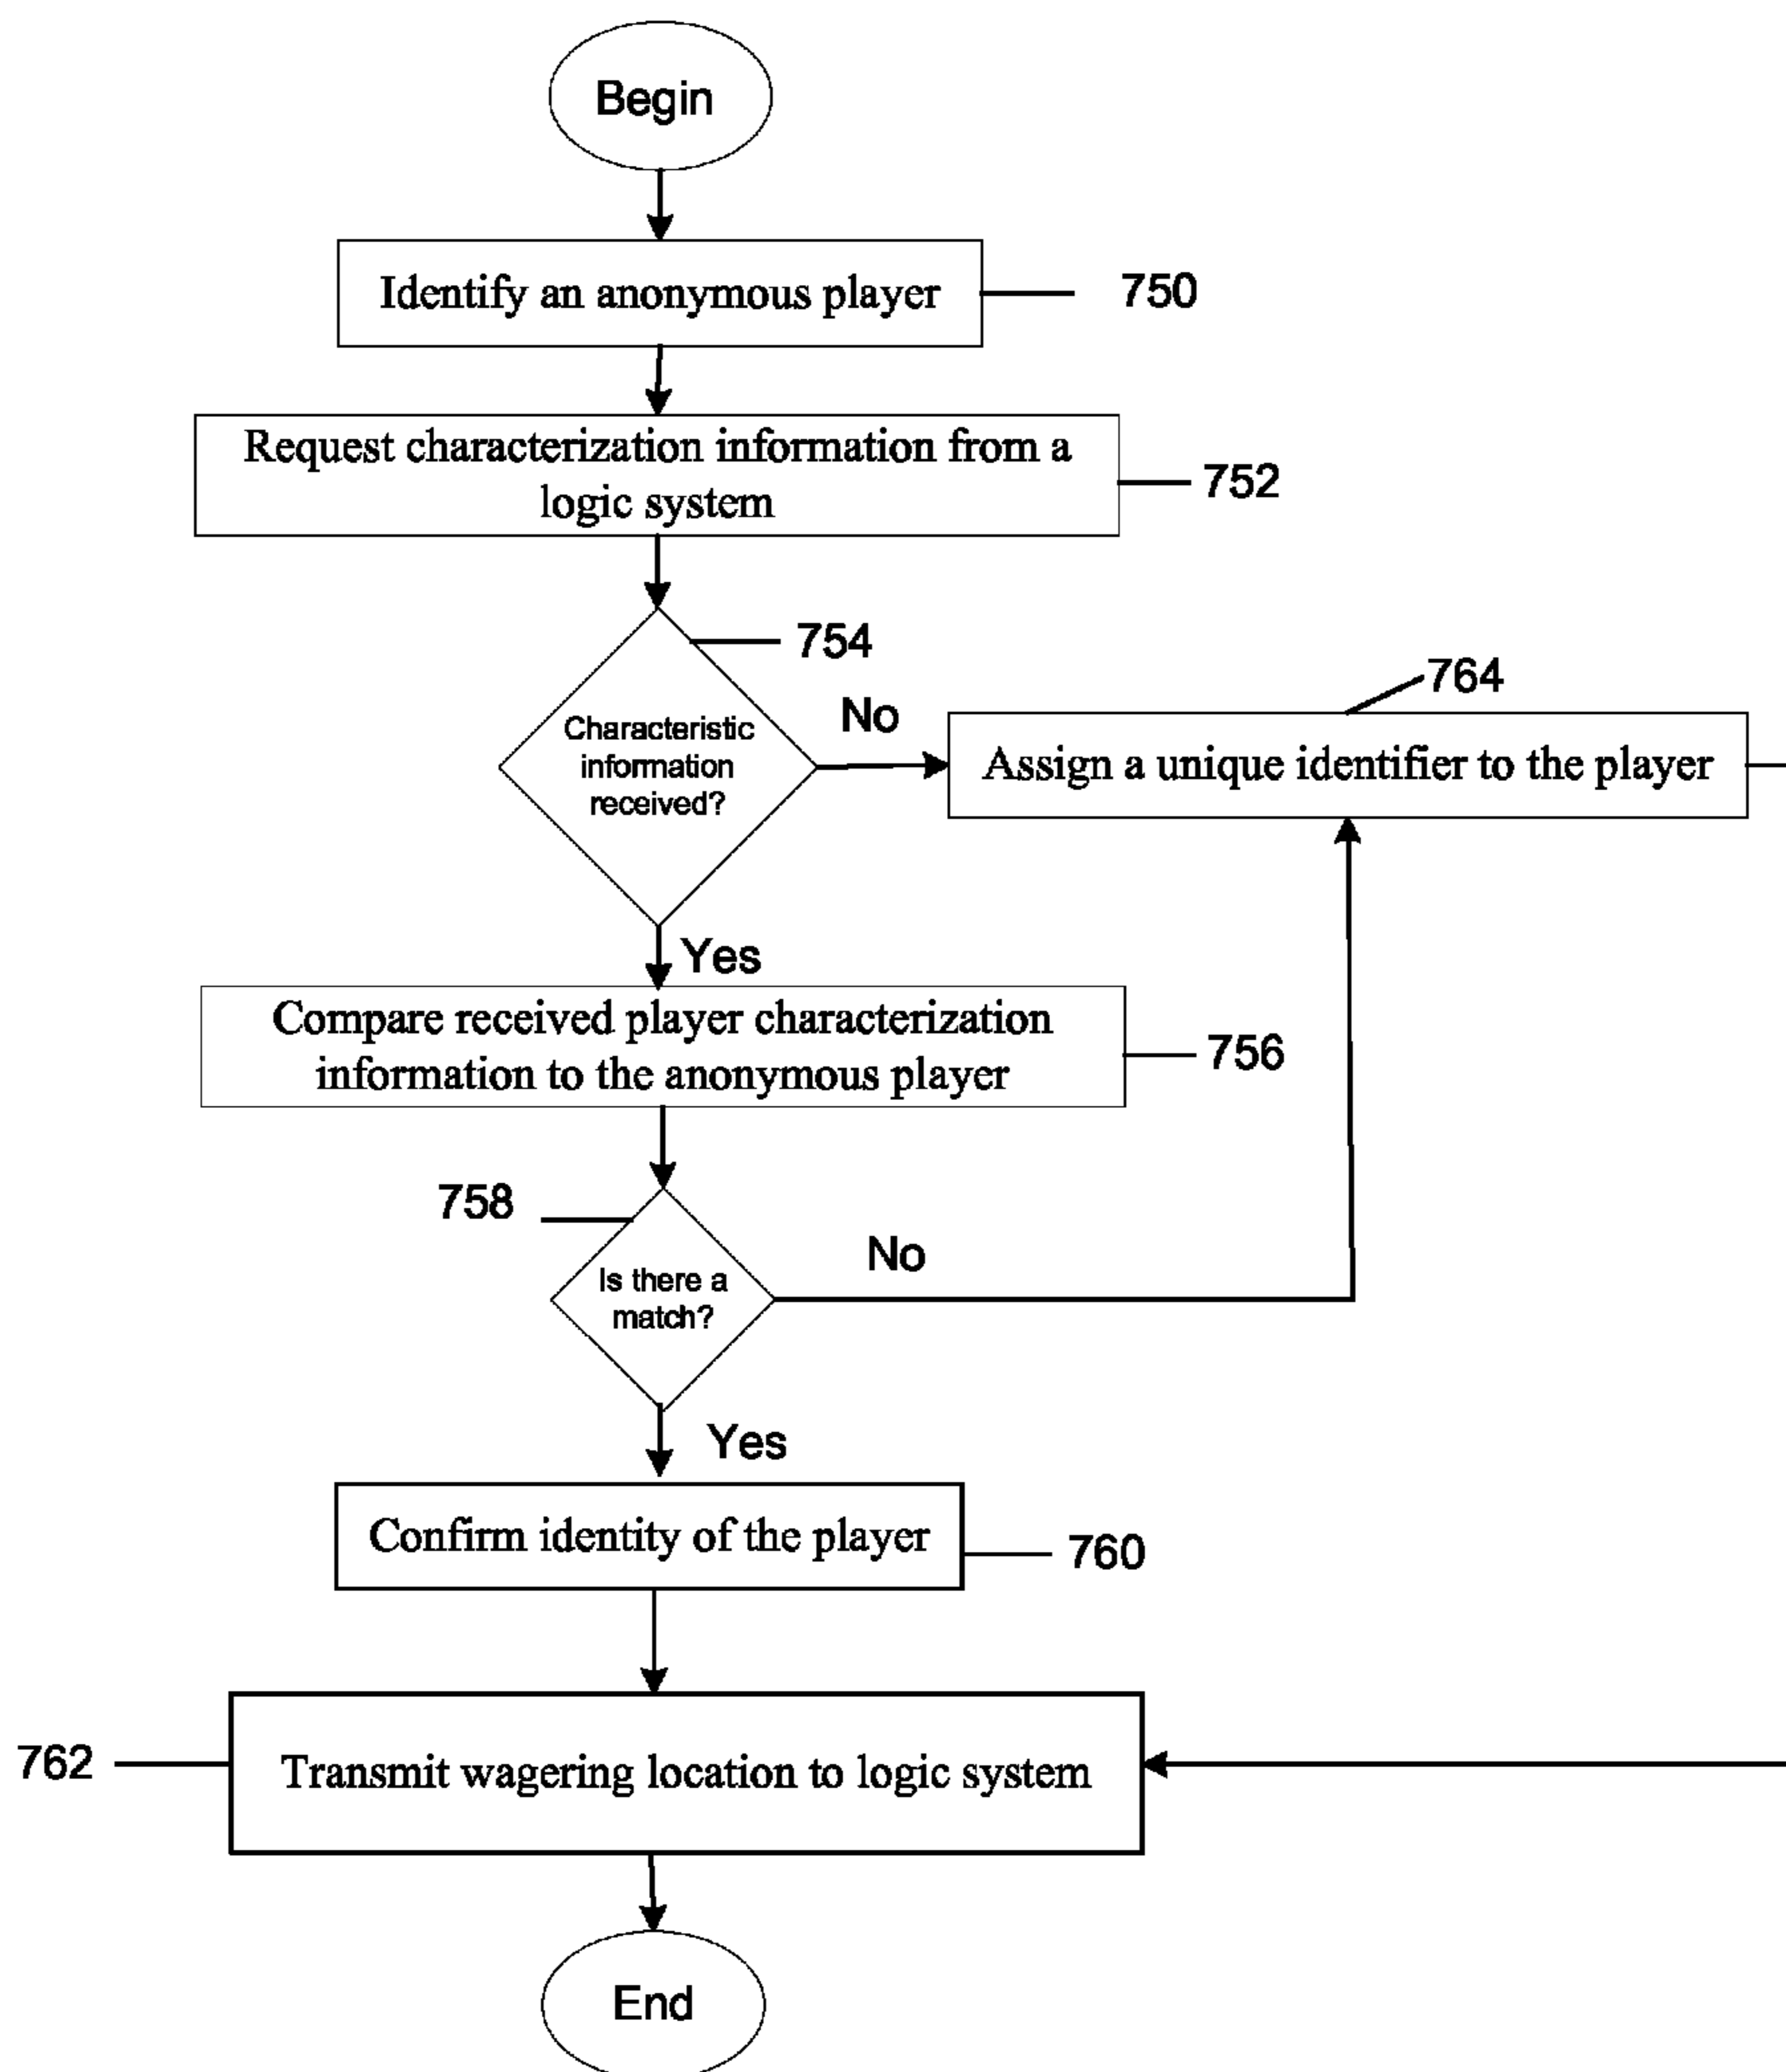 Begin
Identify an anonymous player
750
Request characterization information from a
logic system
752
754
Characteristic
information
received?
No
764
Assign a unique identifier to the player
Yes
Compare received player characterization
information to the anonymous player
756
758
Is there a
match?
No
Yes
Confirm identity of the player
760
762
Transmit wagering location to logic system
End